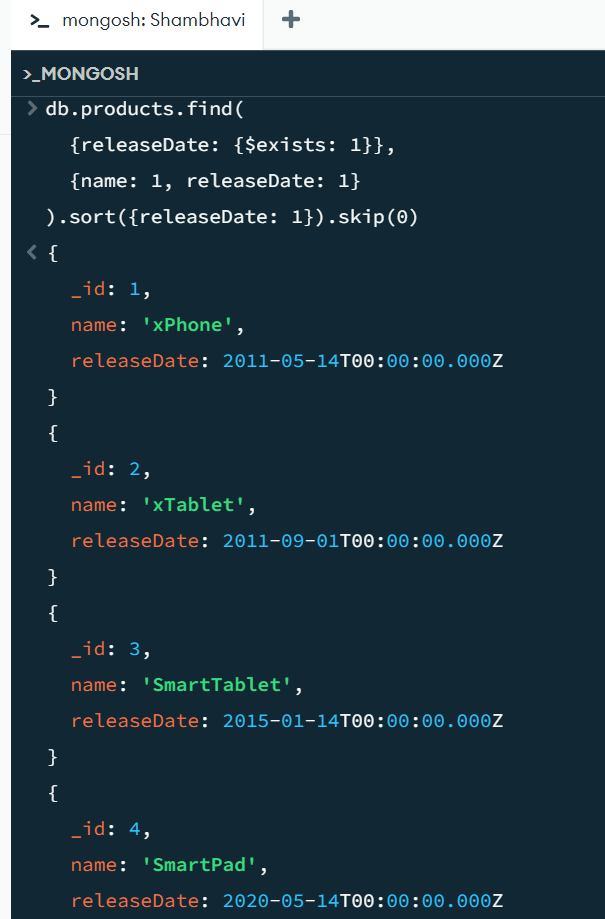 >_ mongosh: Shambhavi +
>_MONGOSH
> db.products.find(
{releaseDate: {$exists: 1}},
{name: 1, releaseDate: 1}
).sort({releaseDate: 1}).skip(0)
< {
_id: 1,
name: 'xPhone',
releaseDate: 2011-05-14T00:00:00.000Z
}
{
_id: 2,
name: 'xTablet',
releaseDate: 2011-09-01T00:00:00.000Z
}
{
_id: 3,
name: 'SmartTablet',
releaseDate: 2015-01-14T00:00:00.000Z
}
{
_id: 4,
name: 'SmartPad',
releaseDate: 2020-05-14T00:00:00.000Z